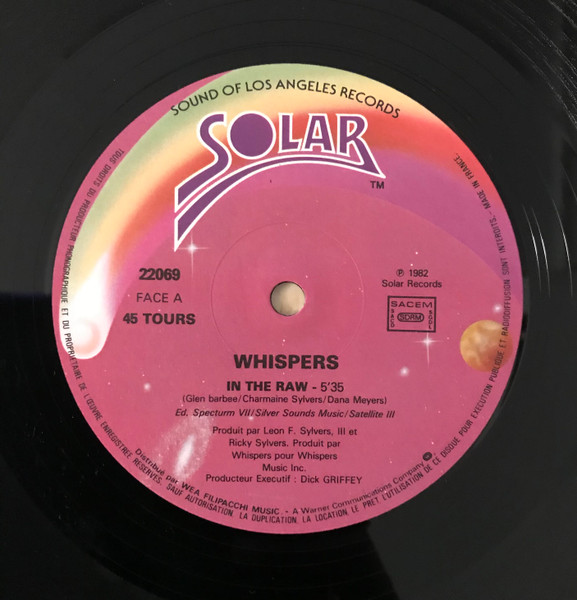 SOUND OF LOS ANGELES RECORDS
SOLAR
TM
22069
FACE A
45 TOURS
℗ 1982
Solar Records
SACEM
SACD
SDRM
SGDL
WHISPERS
IN THE RAW - 5'35
(Glen barbee/Charmaine Sylvers/Dana Meyers)
Ed. Specturm VII/Silver Sounds Music/Satellite III
Produit par Leon F. Sylvers, III et
Ricky Sylvers. Produit par
Whispers pour Whispers
Music Inc.
Producteur Executif : Dick GRIFFEY
Distribué par WEA FILIPACCHI MUSIC. - A Warner Communications Company
TOUS DROITS DU PRODUCTEUR PHONOGRAPHIQUE ET DU PROPRIETAIRE DE L'ŒUVRE ENREGISTREE RESERVES. SAUF AUTORISATION, LA DUPLICATION, LA LOCATION, LE PRET, L'UTILISATION DE CE DISQUE POUR EXECUTION PUBLIQUE ET RADIODIFFUSION SONT INTERDITS. - MADE IN FRANCE.